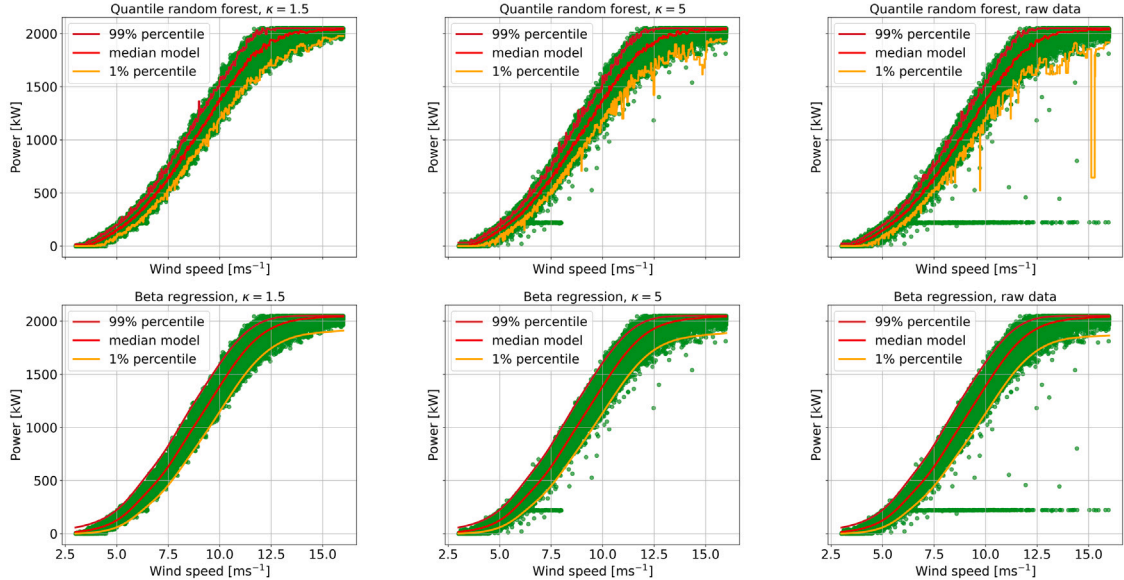 Quantile random forest, κ = 1.5
Quantile random forest, κ = 5
Quantile random forest, raw data
Power [kW]
2000
1500
1000
500
0
99% percentile
median model
1% percentile
Power [kW]
99% percentile
median model
1% percentile
Power [kW]
99% percentile
median model
1% percentile
Wind speed [ms⁻¹]
Wind speed [ms⁻¹]
Wind speed [ms⁻¹]
Beta regression, κ = 1.5
Beta regression, κ = 5
Beta regression, raw data
Power [kW]
2000
1500
1000
500
0
99% percentile
median model
1% percentile
Power [kW]
99% percentile
median model
1% percentile
Power [kW]
99% percentile
median model
1% percentile
2.5 5.0 7.5 10.0 12.5 15.0
2.5 5.0 7.5 10.0 12.5 15.0
2.5 5.0 7.5 10.0 12.5 15.0
Wind speed [ms⁻¹]
Wind speed [ms⁻¹]
Wind speed [ms⁻¹]